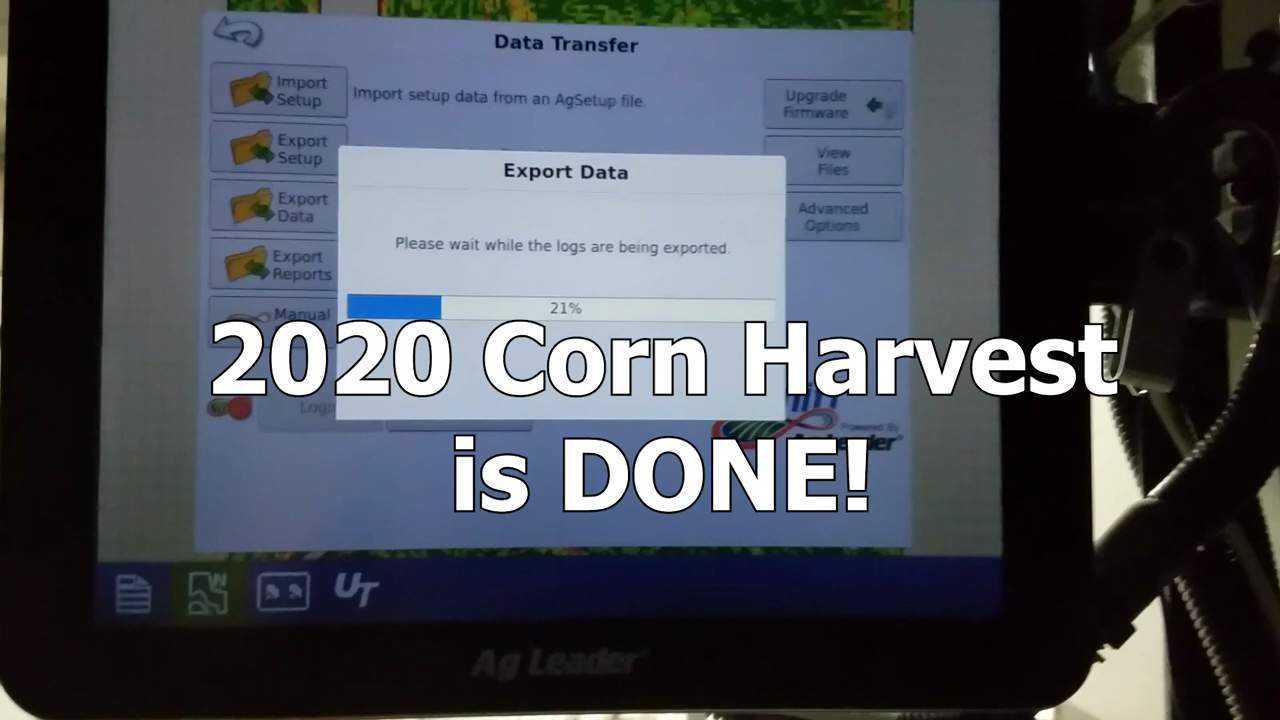 Data Transfer
Import
Setup
Import setup data from an AgSetup file.
Upgrade
Firmware
Export
Setup
View
Files
Export Data
Export
Data
Advanced
Options
Please wait while the logs are being exported.
Export
Reports
21%
Manual
2020 Corn Harvest
is DONE!
Powered By
UT
Ag Leader